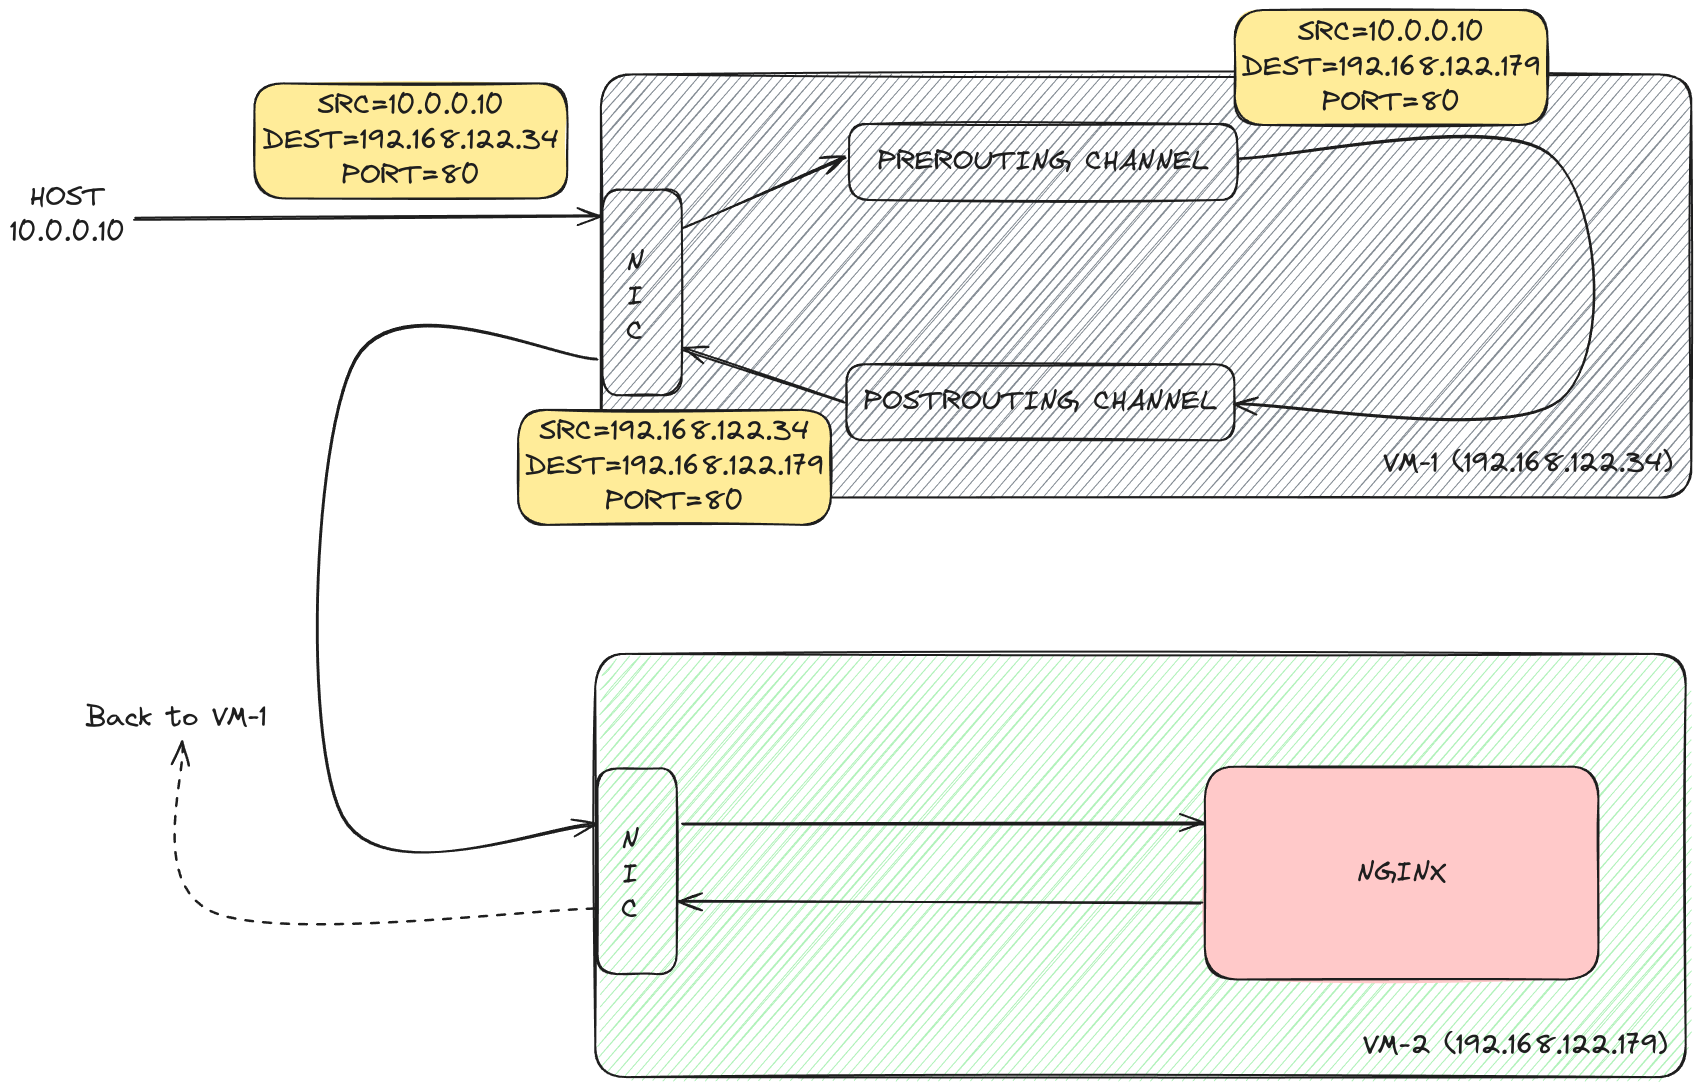 SRC=10.0.0.10
DEST=192.168.122.179
PORT=80
SRC=10.0.0.10
DEST=192.168.122.34
PORT=80
HOST
10.0.0.10
PREROUTING CHANNEL
N
I
C
POSTROUTING CHANNEL
SRC=192.168.122.34
DEST=192.168.122.179
PORT=80
VM-1 (192.168.122.34)
Back to VM-1
N
I
C
NGINX
VM-2 (192.168.122.179)